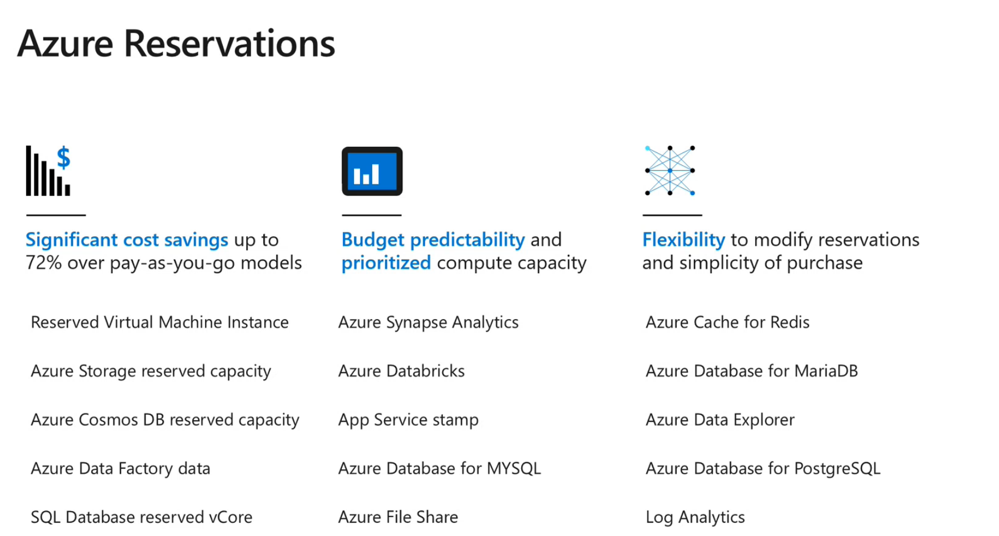 Azure Reservations
$
Significant cost savings up to
72% over pay-as-you-go models
Budget predictability and
prioritized compute capacity
Flexibility to modify reservations
and simplicity of purchase
Reserved Virtual Machine Instance
Azure Storage reserved capacity
Azure Cosmos DB reserved capacity
Azure Data Factory data
SQL Database reserved vCore
Azure Synapse Analytics
Azure Databricks
App Service stamp
Azure Database for MYSQL
Azure File Share
Azure Cache for Redis
Azure Database for MariaDB
Azure Data Explorer
Azure Database for PostgreSQL
Log Analytics